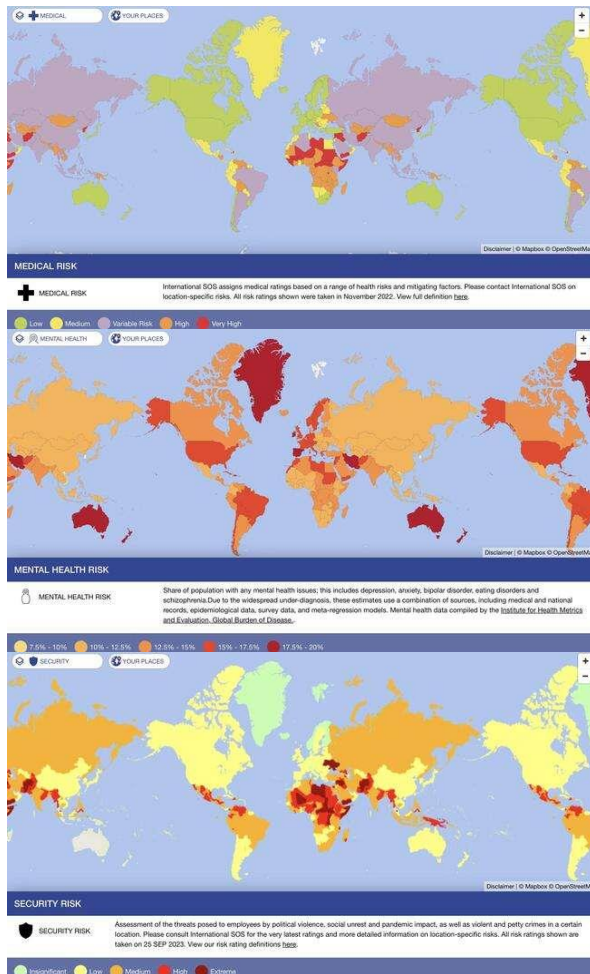 MEDICAL YOUR PLACES
+
−
Disclaimer | © Mapbox © OpenStreetMa
MEDICAL RISK
MEDICAL RISK
International SOS assigns medical ratings based on a range of health risks and mitigating factors. Please contact International SOS on
location-specific risks. All risk ratings shown were taken in November 2022. View full definition here.
Low Medium Variable Risk High Very High
MENTAL HEALTH YOUR PLACES
+
−
Disclaimer | © Mapbox © OpenStreetMa
MENTAL HEALTH RISK
MENTAL HEALTH RISK
Share of population with any mental health issues; this includes depression, anxiety, bipolar disorder, eating disorders and
schizophrenia.Due to the widespread under-diagnosis, these estimates use a combination of sources, including medical and national
records, epidemiological data, survey data, and meta-regression models. Mental health data compiled by the Institute for Health Metrics
and Evaluation, Global Burden of Disease.
7.5% - 10% 10% - 12.5% 12.5% - 15% 15% - 17.5% 17.5% - 20%
SECURITY YOUR PLACES
+
−
Disclaimer | © Mapbox © OpenStreetMa
SECURITY RISK
SECURITY RISK
Assessment of the threats posed to employees by political violence, social unrest and pandemic impact, as well as violent and petty crimes in a certain
location. Please consult International SOS for the very latest ratings and more detailed information on location-specific risks. All risk ratings shown are
taken on 25 SEP 2023. View our risk rating definitions here.
Insignificant Low Medium High Extreme